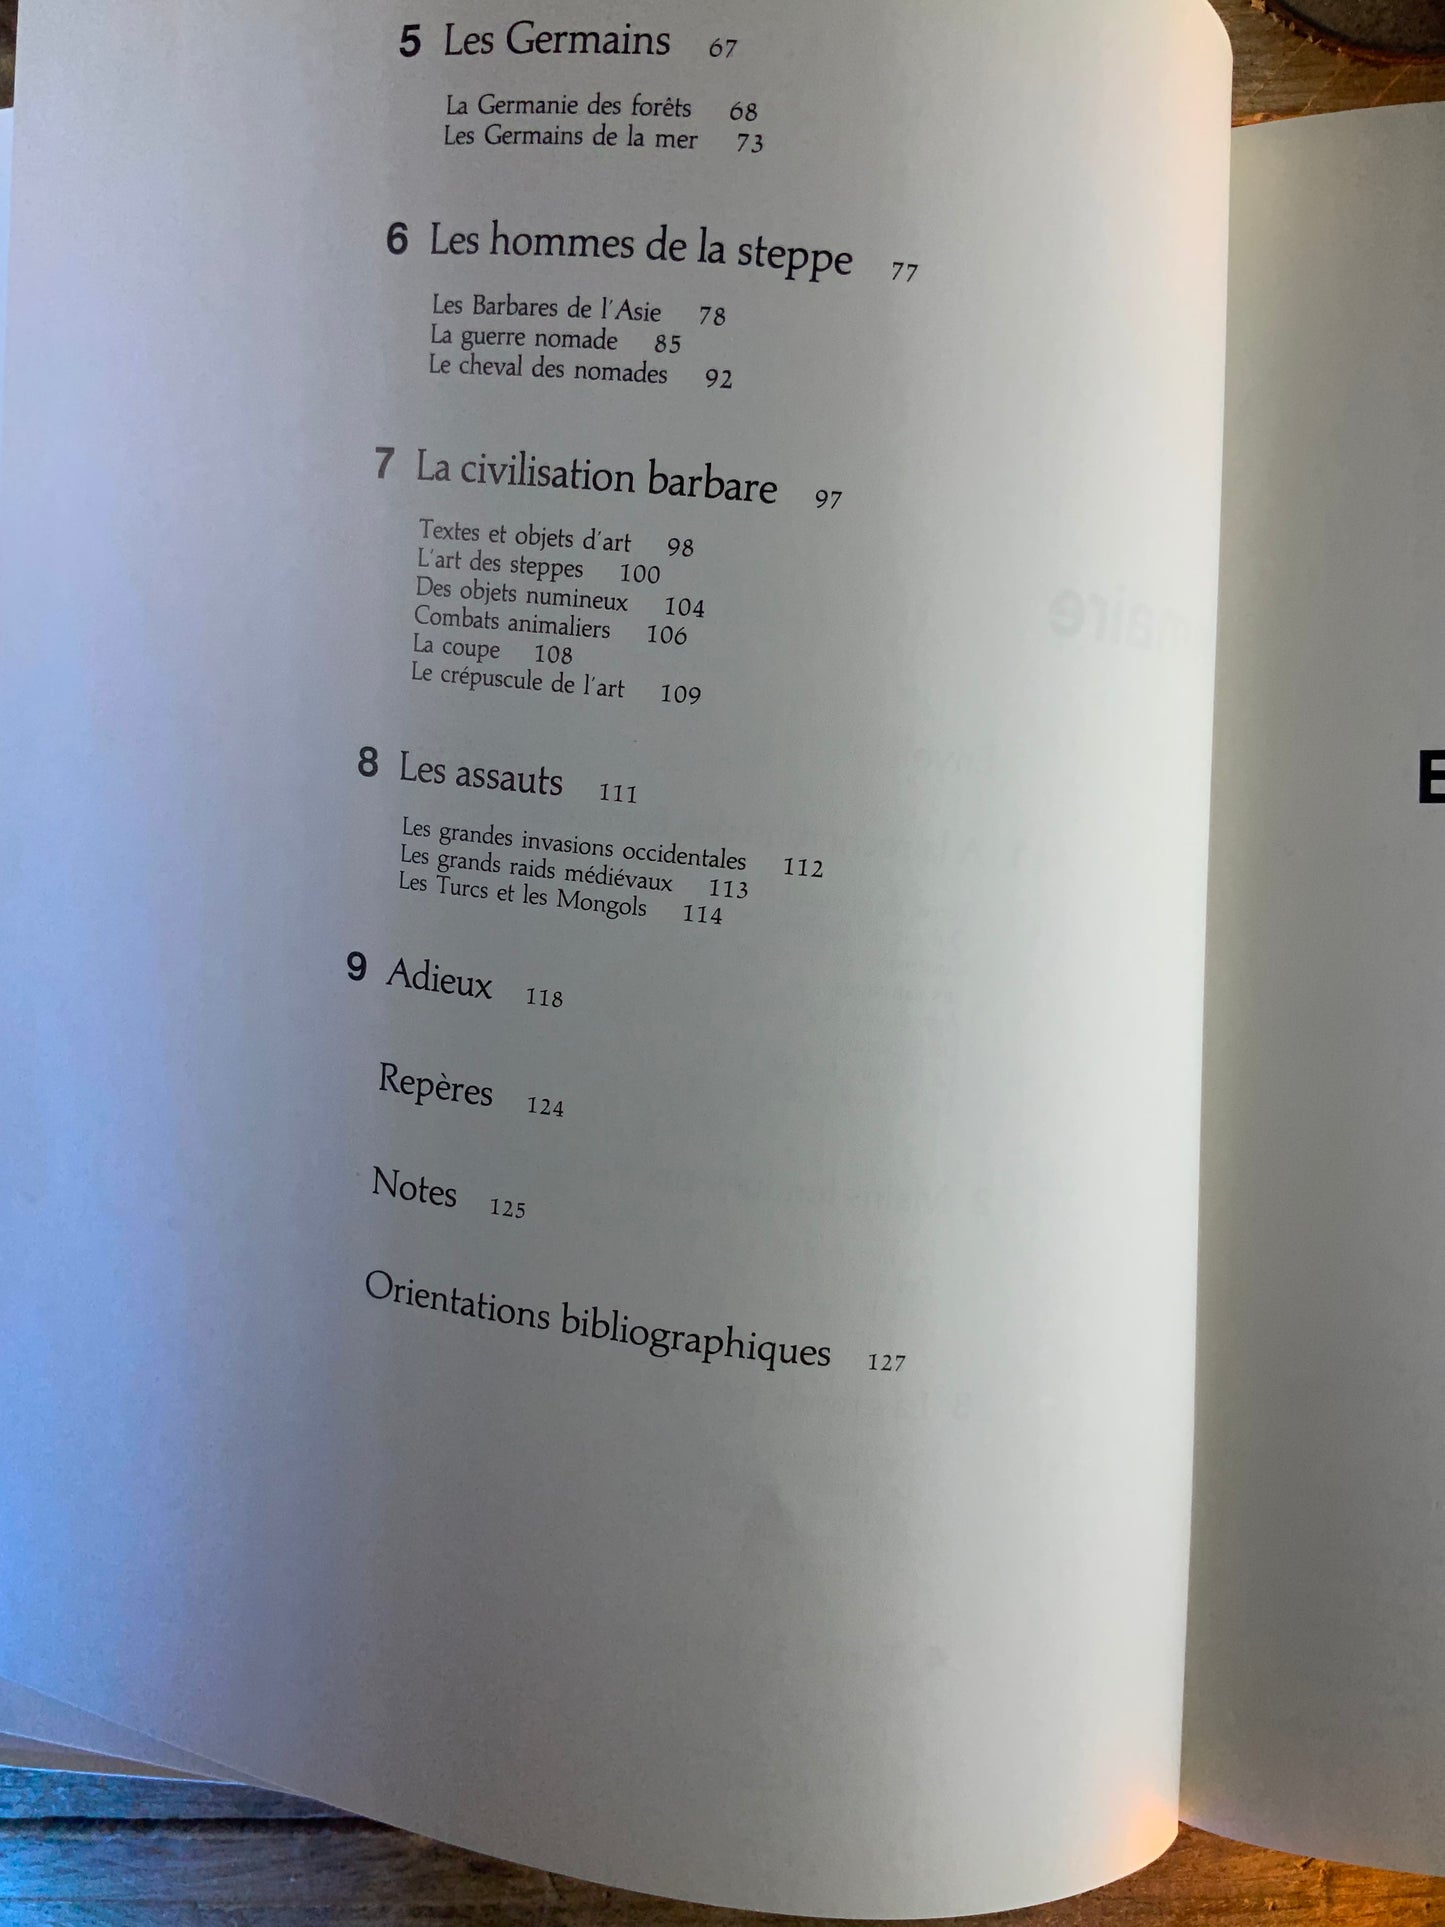 5 Les Germains 67
La Germanie des forêts 68
Les Germains de la mer 73
6 Les hommes de la steppe 77
Les Barbares de l'Asie 78
La guerre nomade 85
Le cheval des nomades 92
7 La civilisation barbare 97
Textes et objets d'art 98
L'art des steppes 100
Des objets numineux 104
Combats animaliers 106
La coupe 108
Le crépuscule de l'art 109
8 Les assauts 111
Les grandes invasions occidentales 112
Les grands raids médiévaux 113
Les Turcs et les Mongols 114
9 Adieux 118
Repères 124
Notes 125
Orientations bibliographiques 127